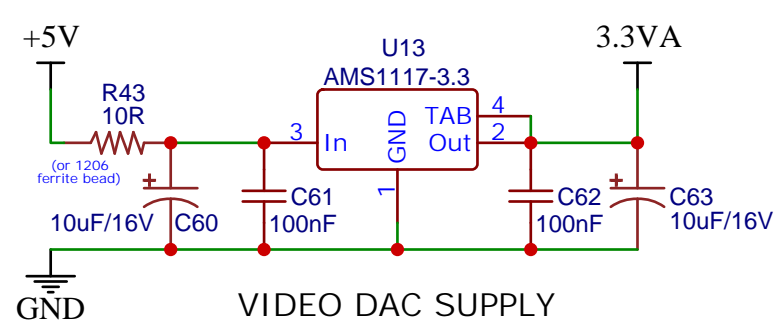 +5V
U13
3.3VA
AMS1117-3.3
R43
10R
TAB
4
3
In
GND
Out
2
(or 1206
ferrite bead)
+
1
+
C61
C62
C63
10uF/16V
C60
100nF
100nF
10uF/16V
GND
VIDEO DAC SUPPLY